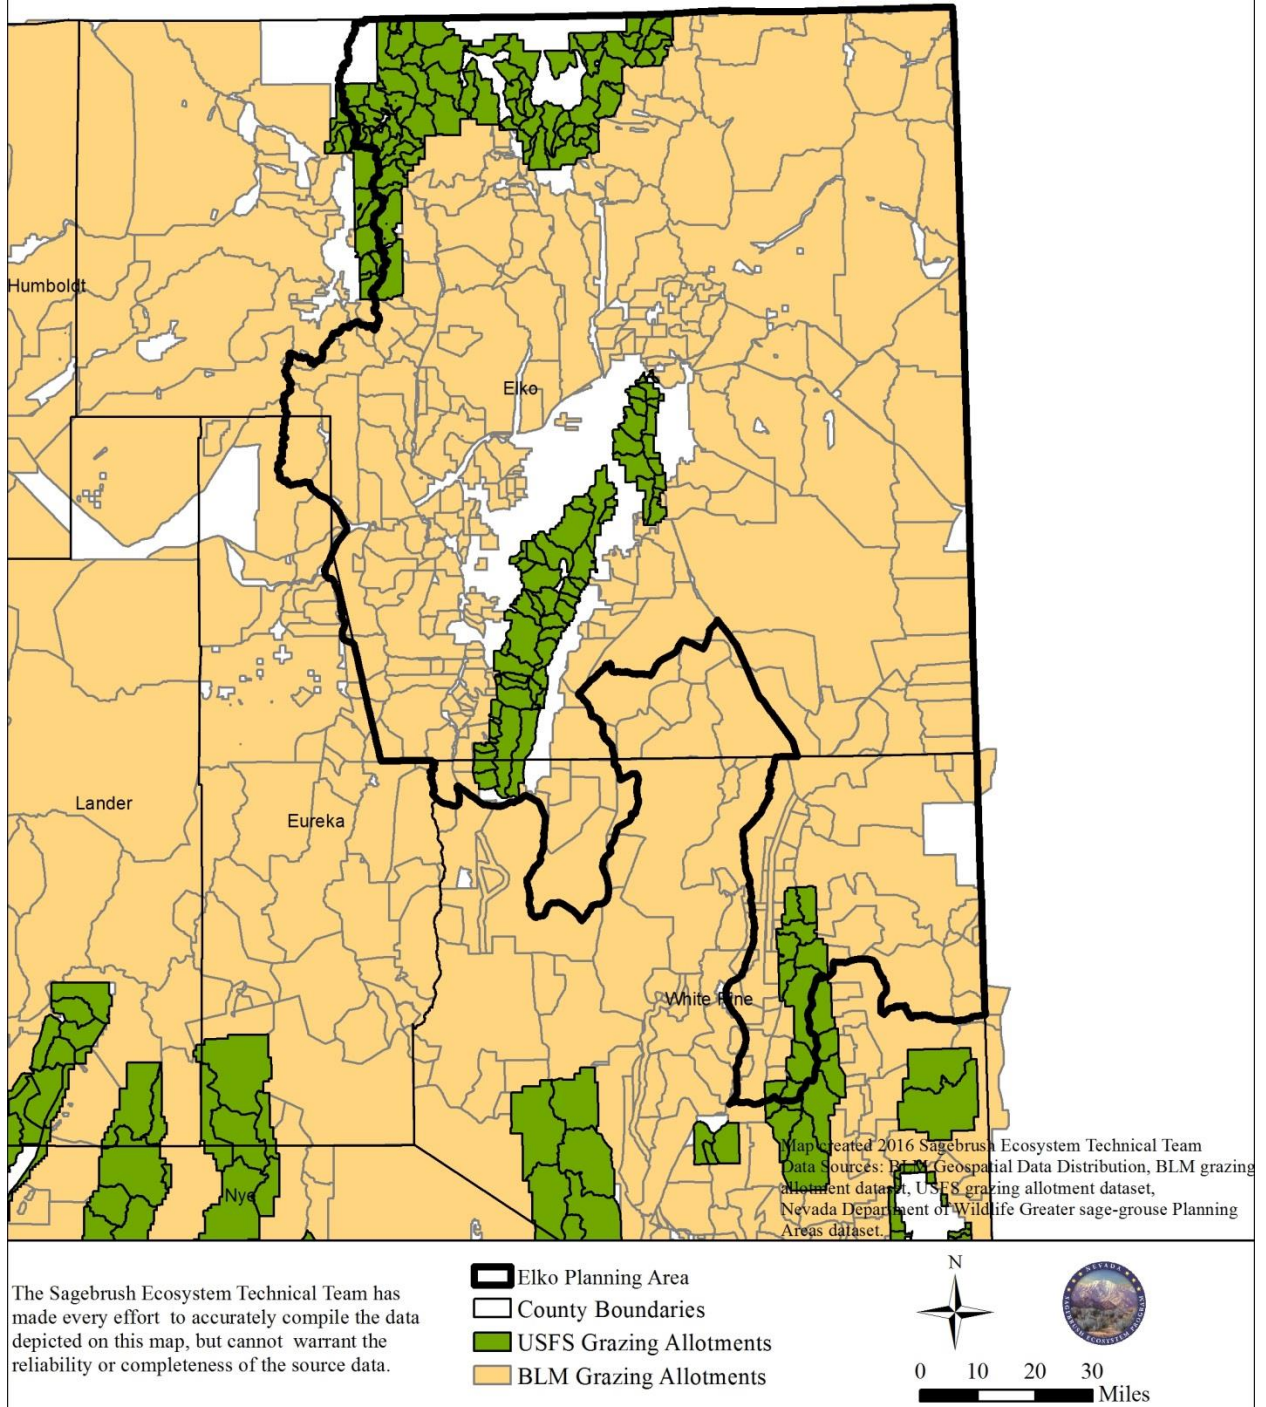 Humboldt
Elko
Lander
Eureka
White Pine
Nye
Map created 2016 Sagebrush Ecosystem Technical Team
Data Sources: BLM Geospatial Data Distribution, BLM grazing
allotment dataset, USFS grazing allotment dataset,
Nevada Department of Wildlife Greater sage-grouse Planning
Areas dataset.
The Sagebrush Ecosystem Technical Team has
made every effort to accurately compile the data
depicted on this map, but cannot warrant the
reliability or completeness of the source data.
Elko Planning Area
County Boundaries
USFS Grazing Allotments
BLM Grazing Allotments
N
NEVADA
SAGEBRUSH ECOSYSTEM PROGRAM
0 10 20 30
Miles